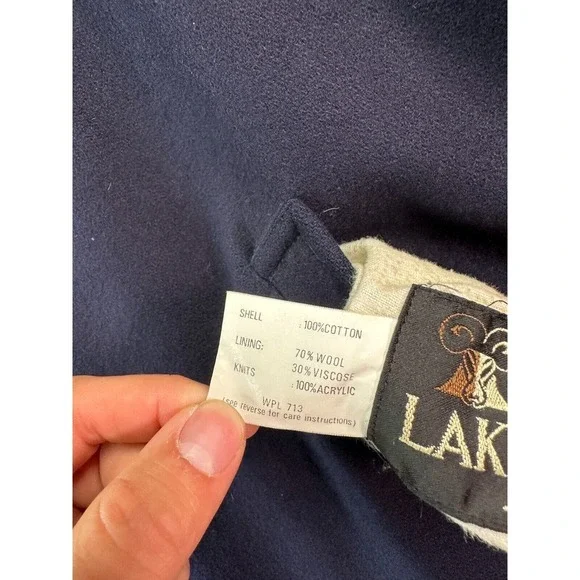 SHELL : 100%COTTON
LINING: 70% WOOL
30% VISCOSE
KNITS :100%ACRYLIC
WPL 713
(see reverse for care instructions)
LAK